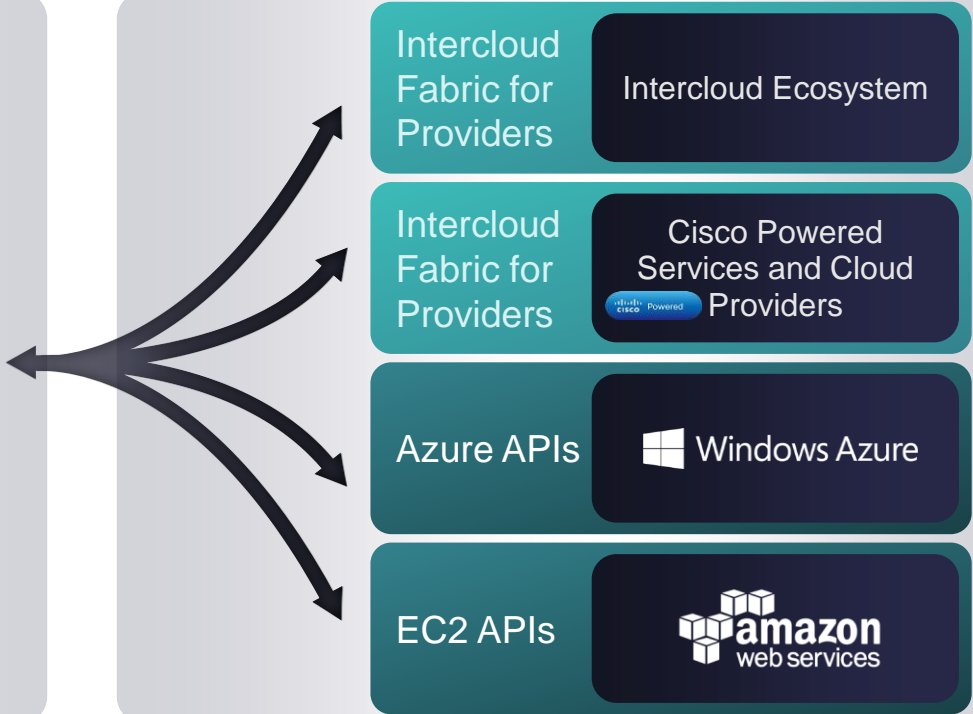 Intercloud
Fabric for
Providers
Intercloud Ecosystem
Intercloud
Fabric for
Providers
Cisco Powered
Services and Cloud
CISCO Powered Providers
Azure APIs
Windows Azure
EC2 APIs
amazon
web services